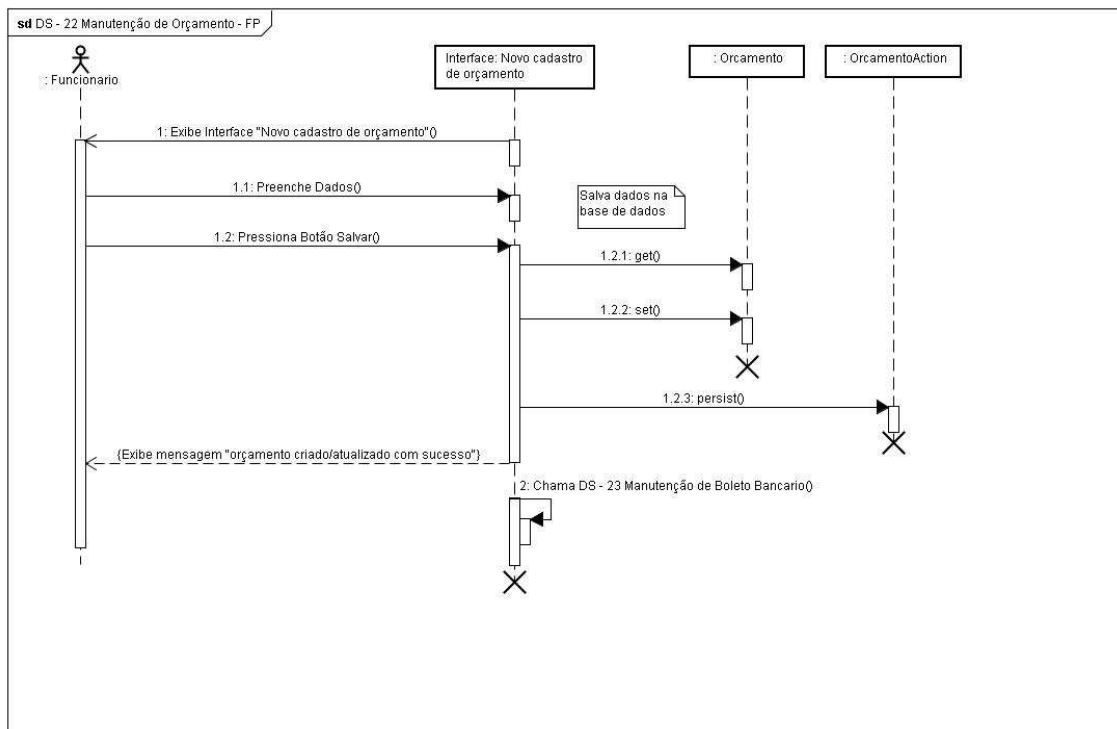 sd DS - 22 Manutenção de Orçamento - FP
: Funcionario
Interface: Novo cadastro
de orçamento
: Orcamento
: OrcamentoAction
1: Exibe Interface "Novo cadastro de orçamento"()
1.1: Preenche Dados()
Salva dados na
base de dados
1.2: Pressiona Botão Salvar()
1.2.1: get()
1.2.2: set()
1.2.3: persist()
{Exibe mensagem "orçamento criado/atualizado com sucesso"}
2: Chama DS - 23 Manutenção de Boleto Bancario()